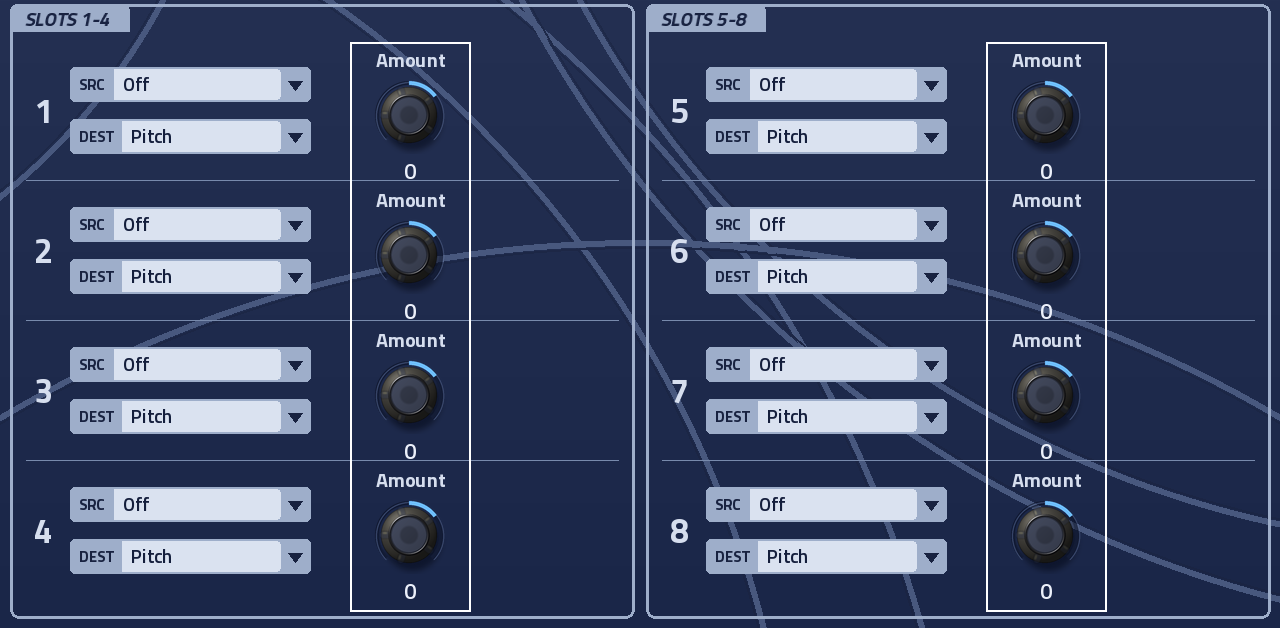 SLOTS 1-4
Amount
1
SRC Off
DEST Pitch
0
Amount
2
SRC Off
DEST Pitch
0
Amount
3
SRC Off
DEST Pitch
0
Amount
4
SRC Off
DEST Pitch
0
SLOTS 5-8
Amount
5
SRC Off
DEST Pitch
0
Amount
6
SRC Off
DEST Pitch
0
Amount
7
SRC Off
DEST Pitch
0
Amount
8
SRC Off
DEST Pitch
0